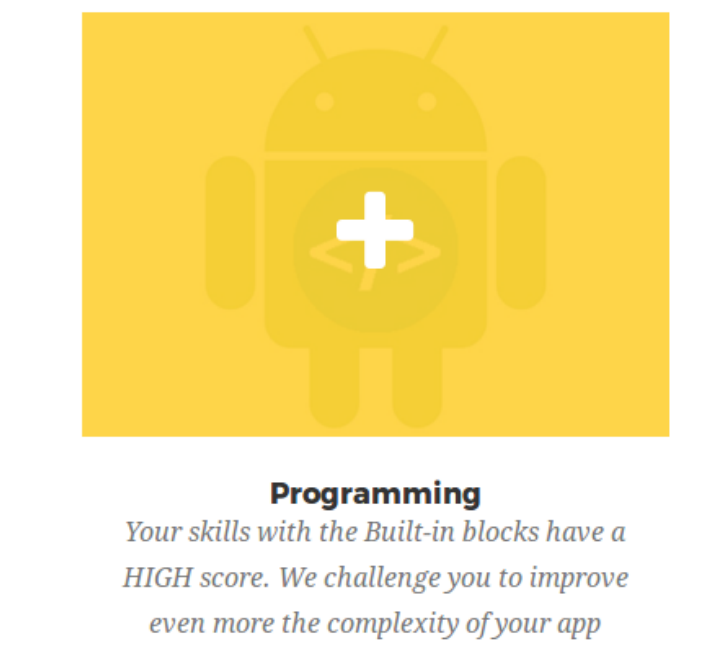 </>
Programming
Your skills with the Built-in blocks have a
HIGH score. We challenge you to improve
even more the complexity of your app